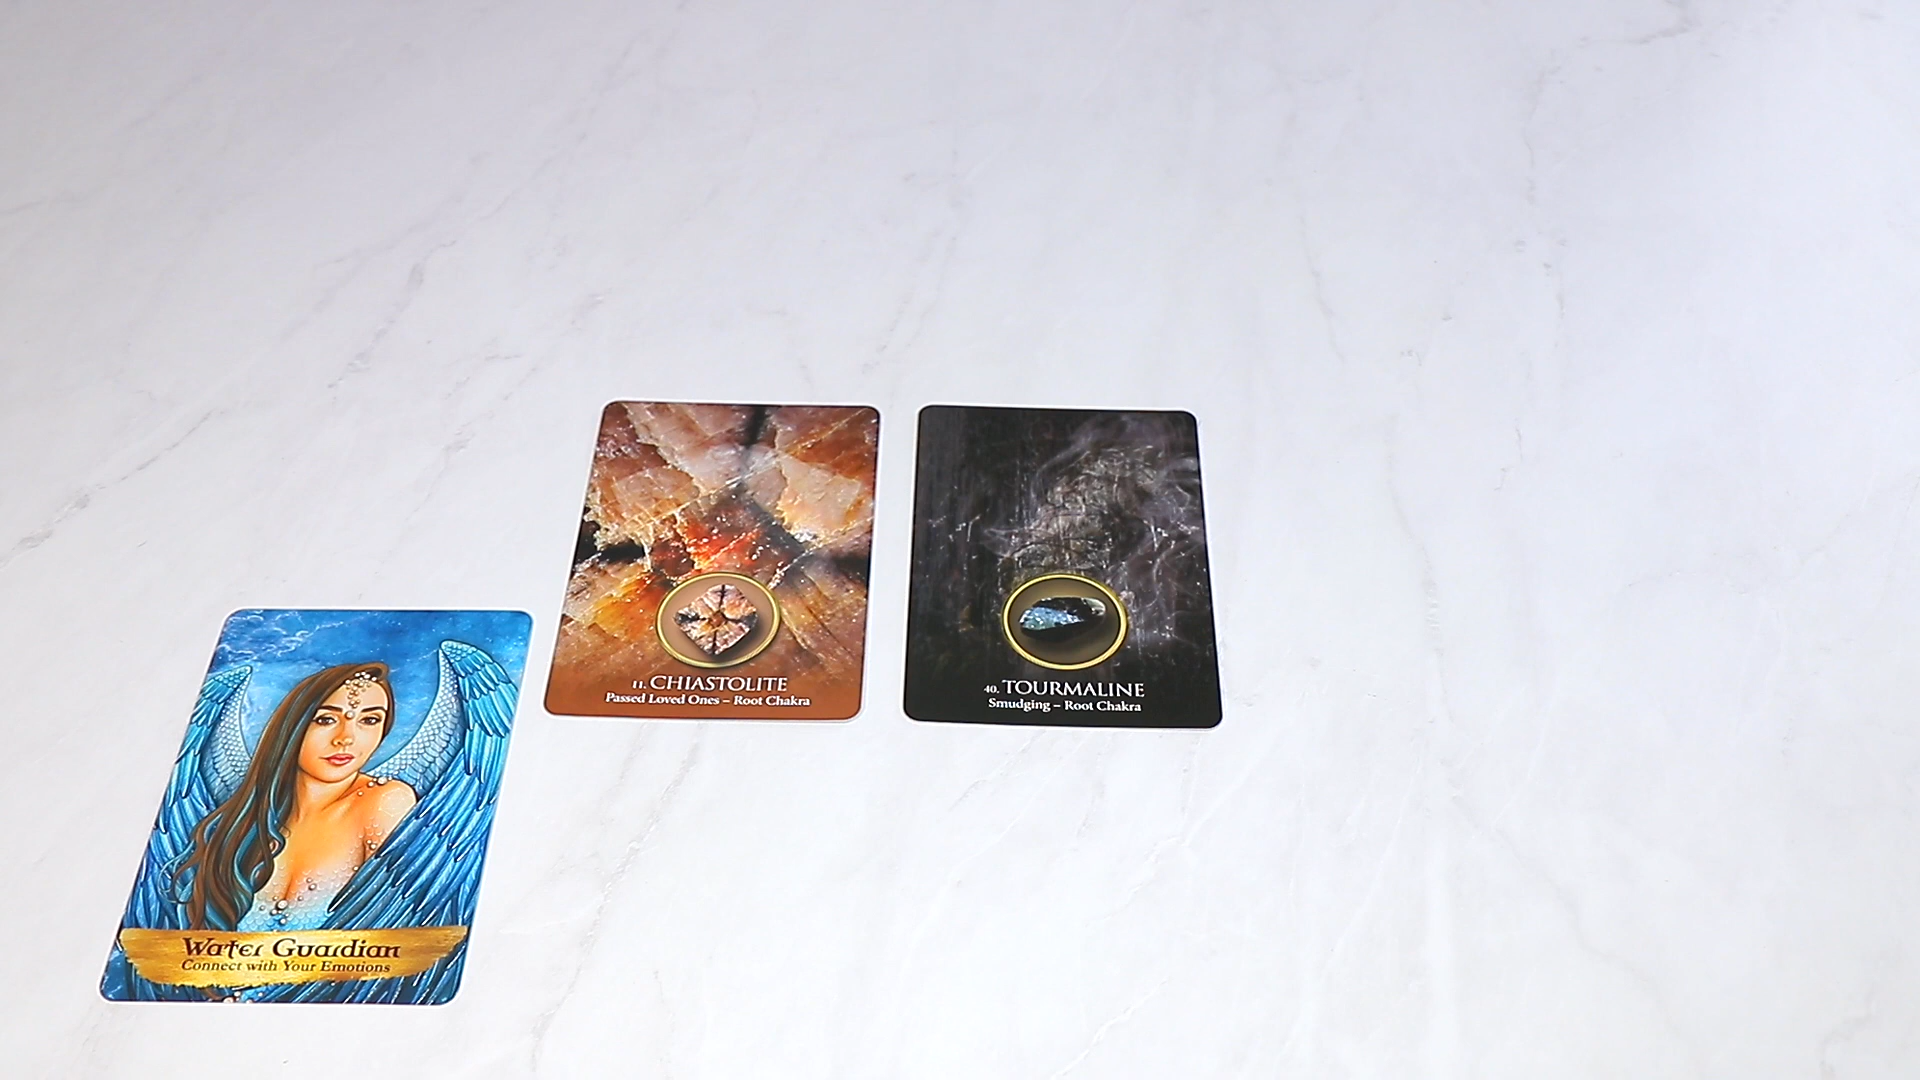 11. CHIASTOLITE
Passed Loved Ones – Root Chakra
40. TOURMALINE
Smudging – Root Chakra
Water Guardian
Connect with Your Emotions